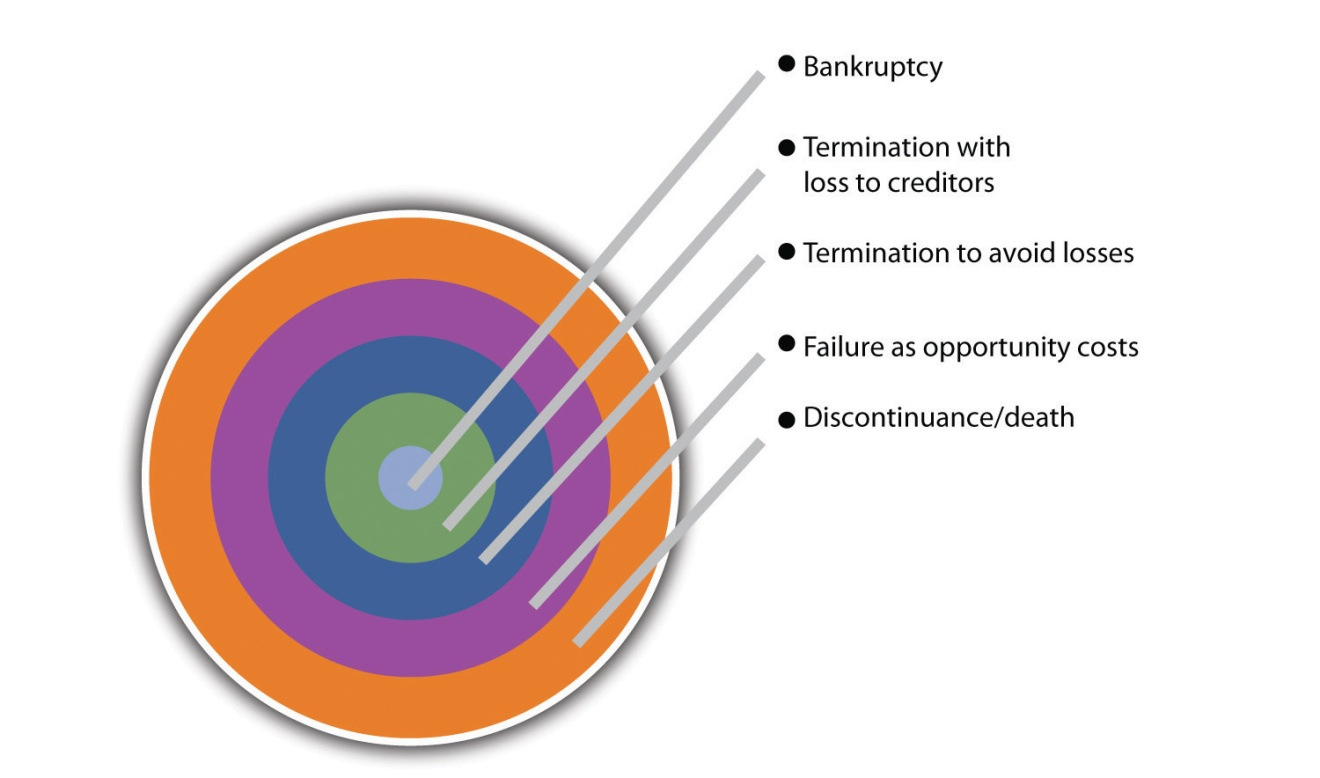 ● Bankruptcy
● Termination with
loss to creditors
● Termination to avoid losses
● Failure as opportunity costs
● Discontinuance/death